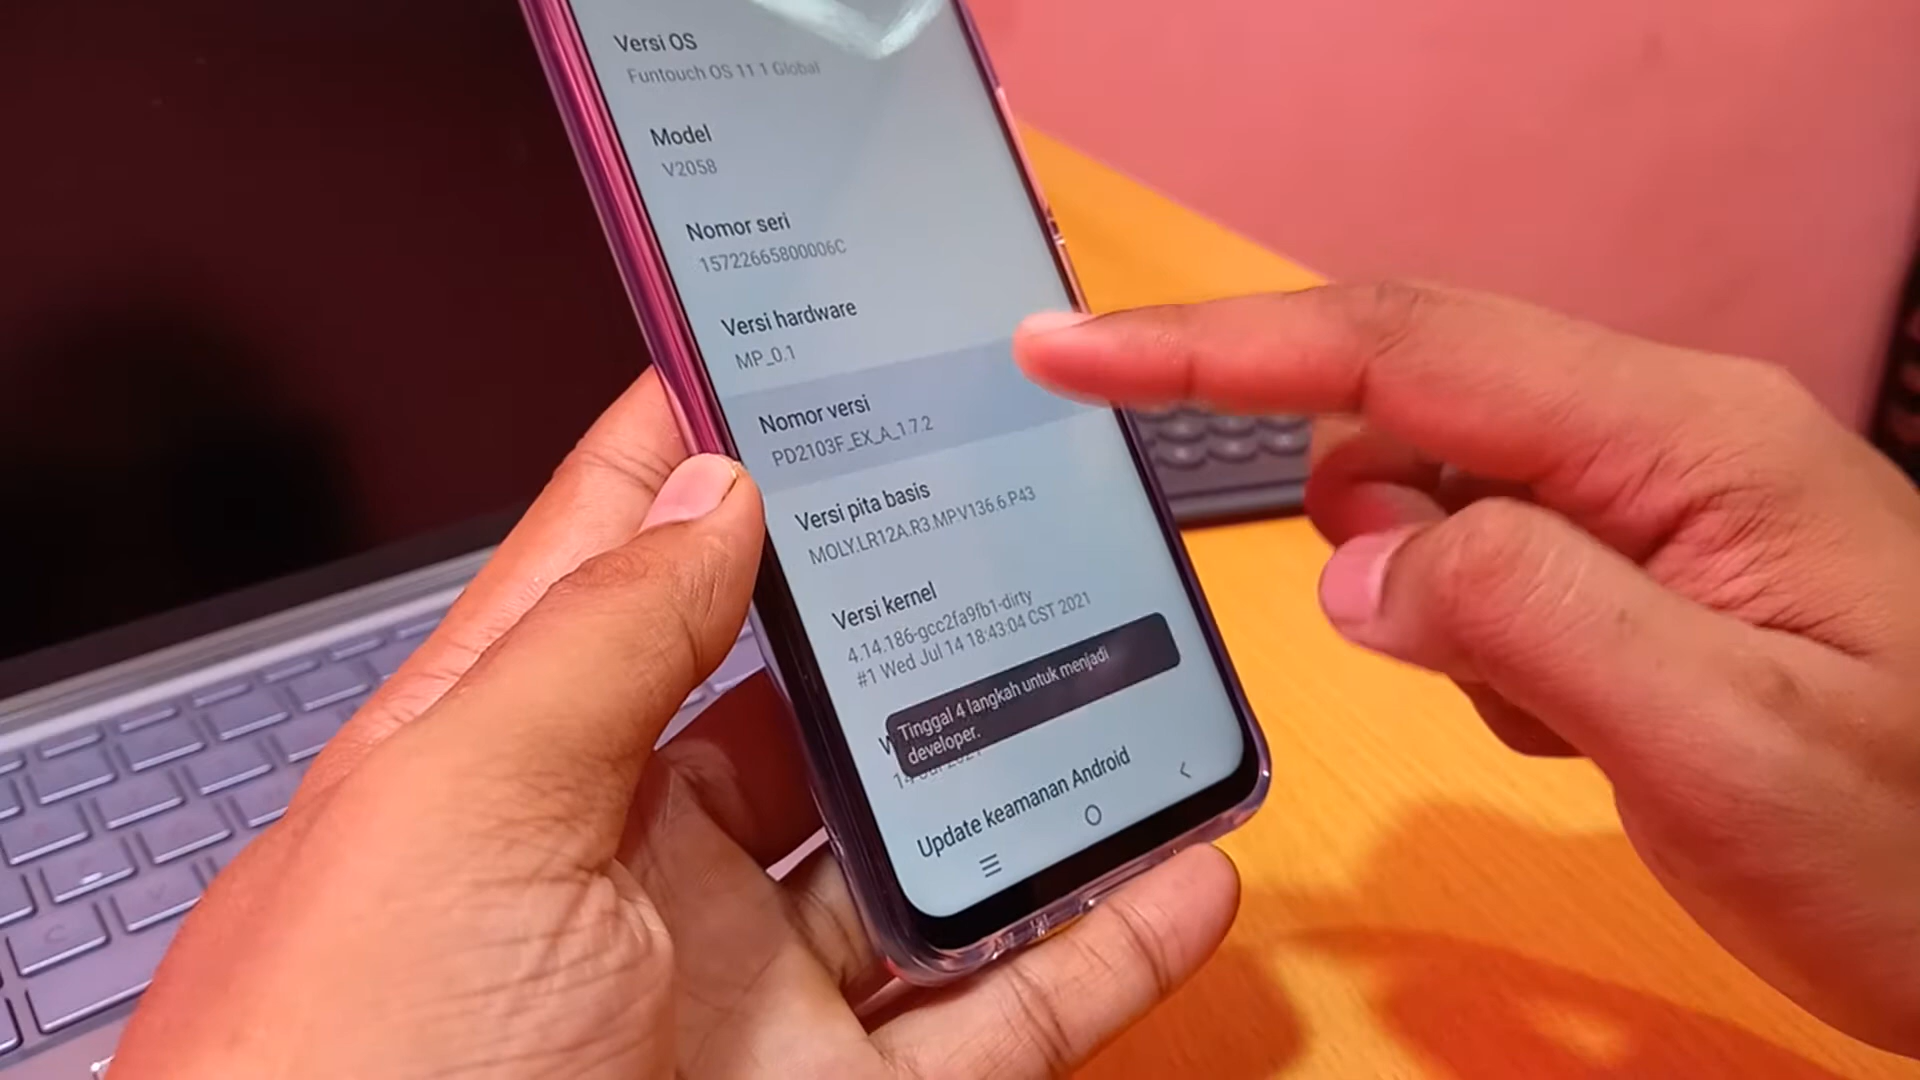 Versi OS
Funtouch OS 11.1 Global
Model
V2058
Nomor seri
15722665800006C
Versi hardware
MP_0.1
Nomor versi
PD2103F_EX_A_1.7.2
Versi pita basis
MOLY.LR12A.R3.MP.V136.6.P43
Versi kernel
4.14.186-gcc2fa9fb1-dirty
#1 Wed Jul 14 18:43:04 CST 2021
Tinggal 4 langkah untuk menjadi
developer.
Update keamanan Android